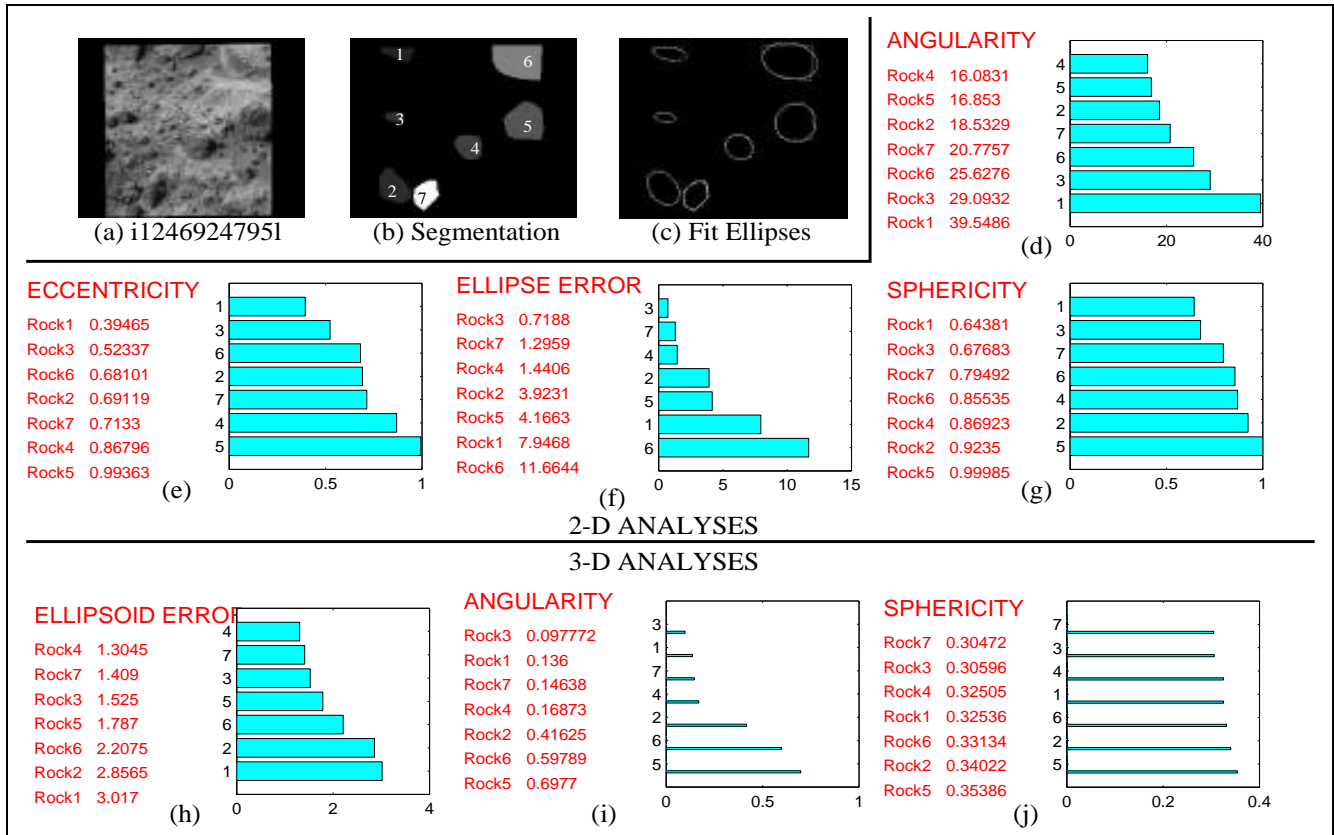 1
6
3
5
4
2
7
(a) i1246924795l
(b) Segmentation
(c) Fit Ellipses
ANGULARITY
Rock4 16.0831
Rock5 16.853
Rock2 18.5329
Rock7 20.7757
Rock6 25.6276
Rock3 29.0932
Rock1 39.5486
4
5
2
7
6
3
1
0 20 40
(d)
ECCENTRICITY
Rock1 0.39465
Rock3 0.52337
Rock6 0.68101
Rock2 0.69119
Rock7 0.7133
Rock4 0.86796
Rock5 0.99363
1
3
6
2
7
4
5
0 0.5 1
(e)
ELLIPSE ERROR
Rock3 0.7188
Rock7 1.2959
Rock4 1.4406
Rock2 3.9231
Rock5 4.1663
Rock1 7.9468
Rock6 11.6644
3
7
4
2
5
1
6
0 5 10 15
(f)
SPHERICITY
Rock1 0.64381
Rock3 0.67683
Rock7 0.79492
Rock6 0.85535
Rock4 0.86923
Rock2 0.9235
Rock5 0.99985
1
3
7
6
4
2
5
0 0.5 1
(g)
2-D ANALYSES
3-D ANALYSES
ELLIPSOID ERROR
Rock4 1.3045
Rock7 1.409
Rock3 1.525
Rock5 1.787
Rock6 2.2075
Rock2 2.8565
Rock1 3.017
4
7
3
5
6
2
1
0 2 4
(h)
ANGULARITY
Rock3 0.097772
Rock1 0.136
Rock7 0.14638
Rock4 0.16873
Rock2 0.41625
Rock6 0.59789
Rock5 0.6977
3
1
7
4
2
6
5
0 0.5 1
(i)
SPHERICITY
Rock7 0.30472
Rock3 0.30596
Rock4 0.32505
Rock1 0.32536
Rock6 0.33134
Rock2 0.34022
Rock5 0.35386
7
3
4
1
6
2
5
0 0.2 0.4
(j)